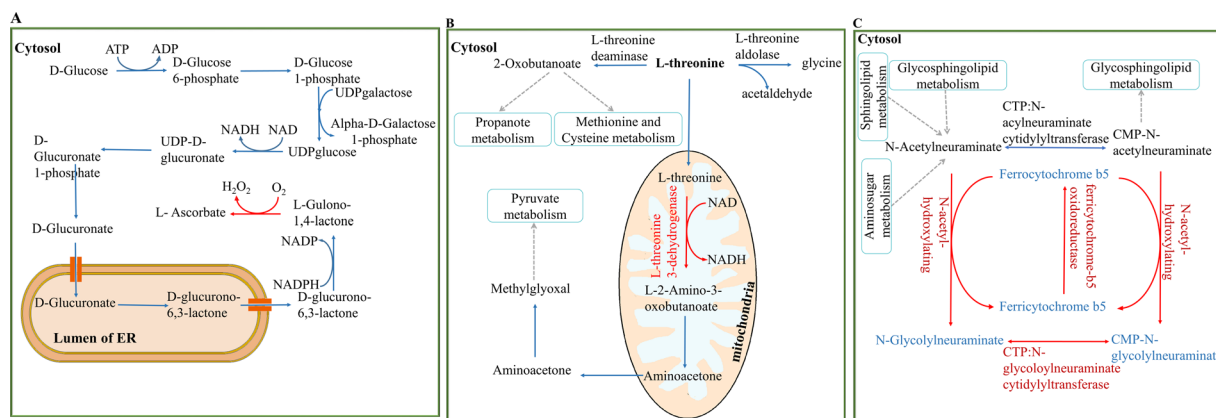 A
Cytosol
ATP
ADP
D-Glucose
D-Glucose
6-phosphate
D-Glucose
1-phosphate
UDPgalactose
Alpha-D-Galactose
1-phosphate
NADH
NAD
UDPglucose
UDP-D-
glucuronate
D-
Glucuronate
1-phosphate
H2O2
O2
L- Ascorbate
L-Gulono-
1,4-lactone
D-Glucuronate
NADP
NADPH
D-Glucuronate
D-glucurono-
6,3-lactone
D-glucurono-
6,3-lactone
Lumen of ER
B
Cytosol
L-threonine
deaminase
L-threonine
aldolase
2-Oxobutanoate
L-threonine
glycine
acetaldehyde
Propanote
metabolism
Methionine and
Cysteine metabolism
L-threonine
Pyruvate
metabolism
L-threonine
3-dehydrogenase
NAD
NADH
Methylglyoxal
L-2-Amino-3-
oxobutanoate
mitochondria
Aminoacetone
Aminoacetone
C
Cytosol
Sphingolipid
metabolism
Glycosphingolipid
metabolism
Glycosphingolipid
metabolism
CTP:N-
acylneuraminate
cytidylyltransferase
N-Acetylneuraminate
CMP-N-
acetylneuraminate
Aminosugar
metabolism
Ferrocytochrome b5
N-acetyl-
hydroxylating
ferricytochrome-b5
oxidoreductase
N-acetyl-
hydroxylating
Ferricytochrome b5
N-Glycolylneuraminate
CTP:N-
glycoloylneuraminate
cytidylyltransferase
CMP-N-
glycolylneuraminat